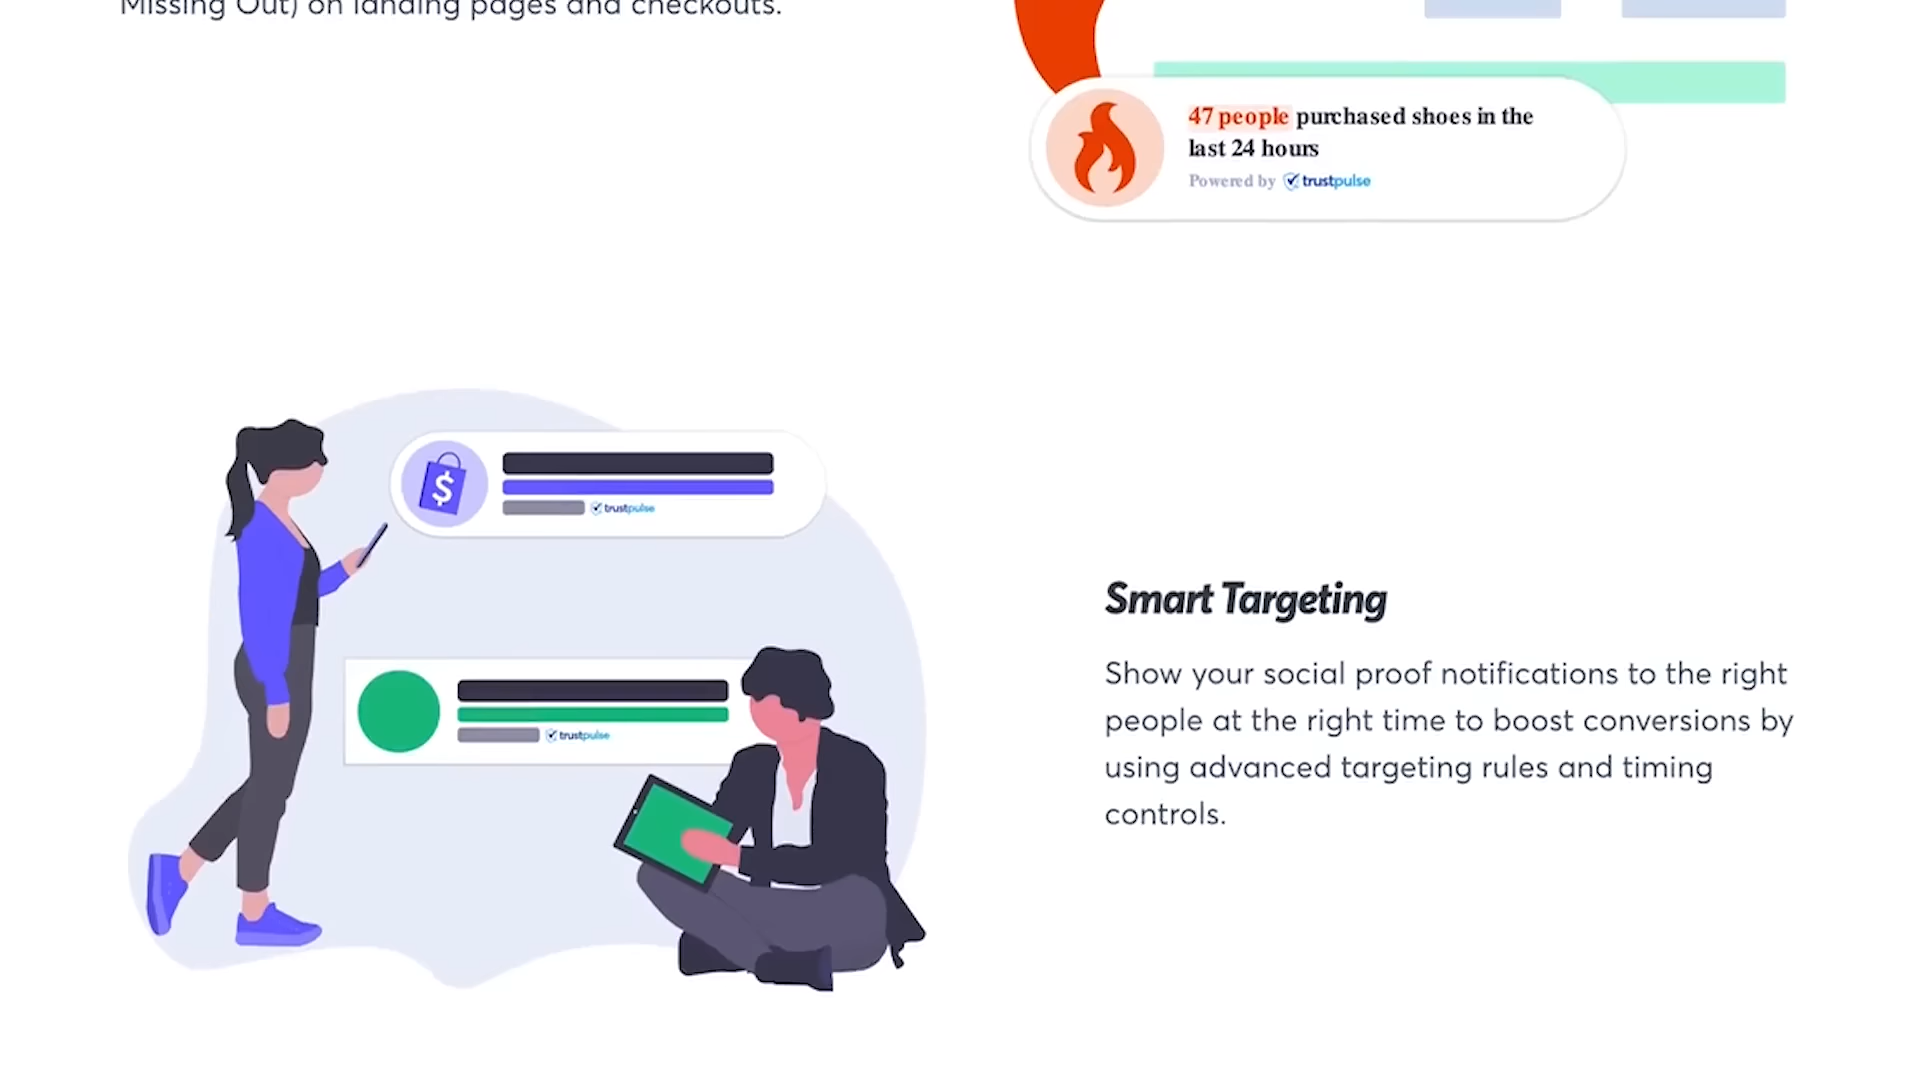 Missing Out) on landing pages and checkouts.
47 people purchased shoes in the
last 24 hours
Powered by trustpulse
$
trustpulse
trustpulse
Smart Targeting
Show your social proof notifications to the right
people at the right time to boost conversions by
using advanced targeting rules and timing
controls.